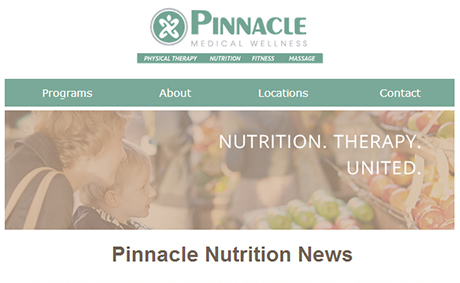 PINNACLE
MEDICAL WELLNESS
PHYSICAL THERAPY NUTRITION FITNESS MASSAGE
Programs About Locations Contact
NUTRITION. THERAPY.
UNITED.
Pinnacle Nutrition News